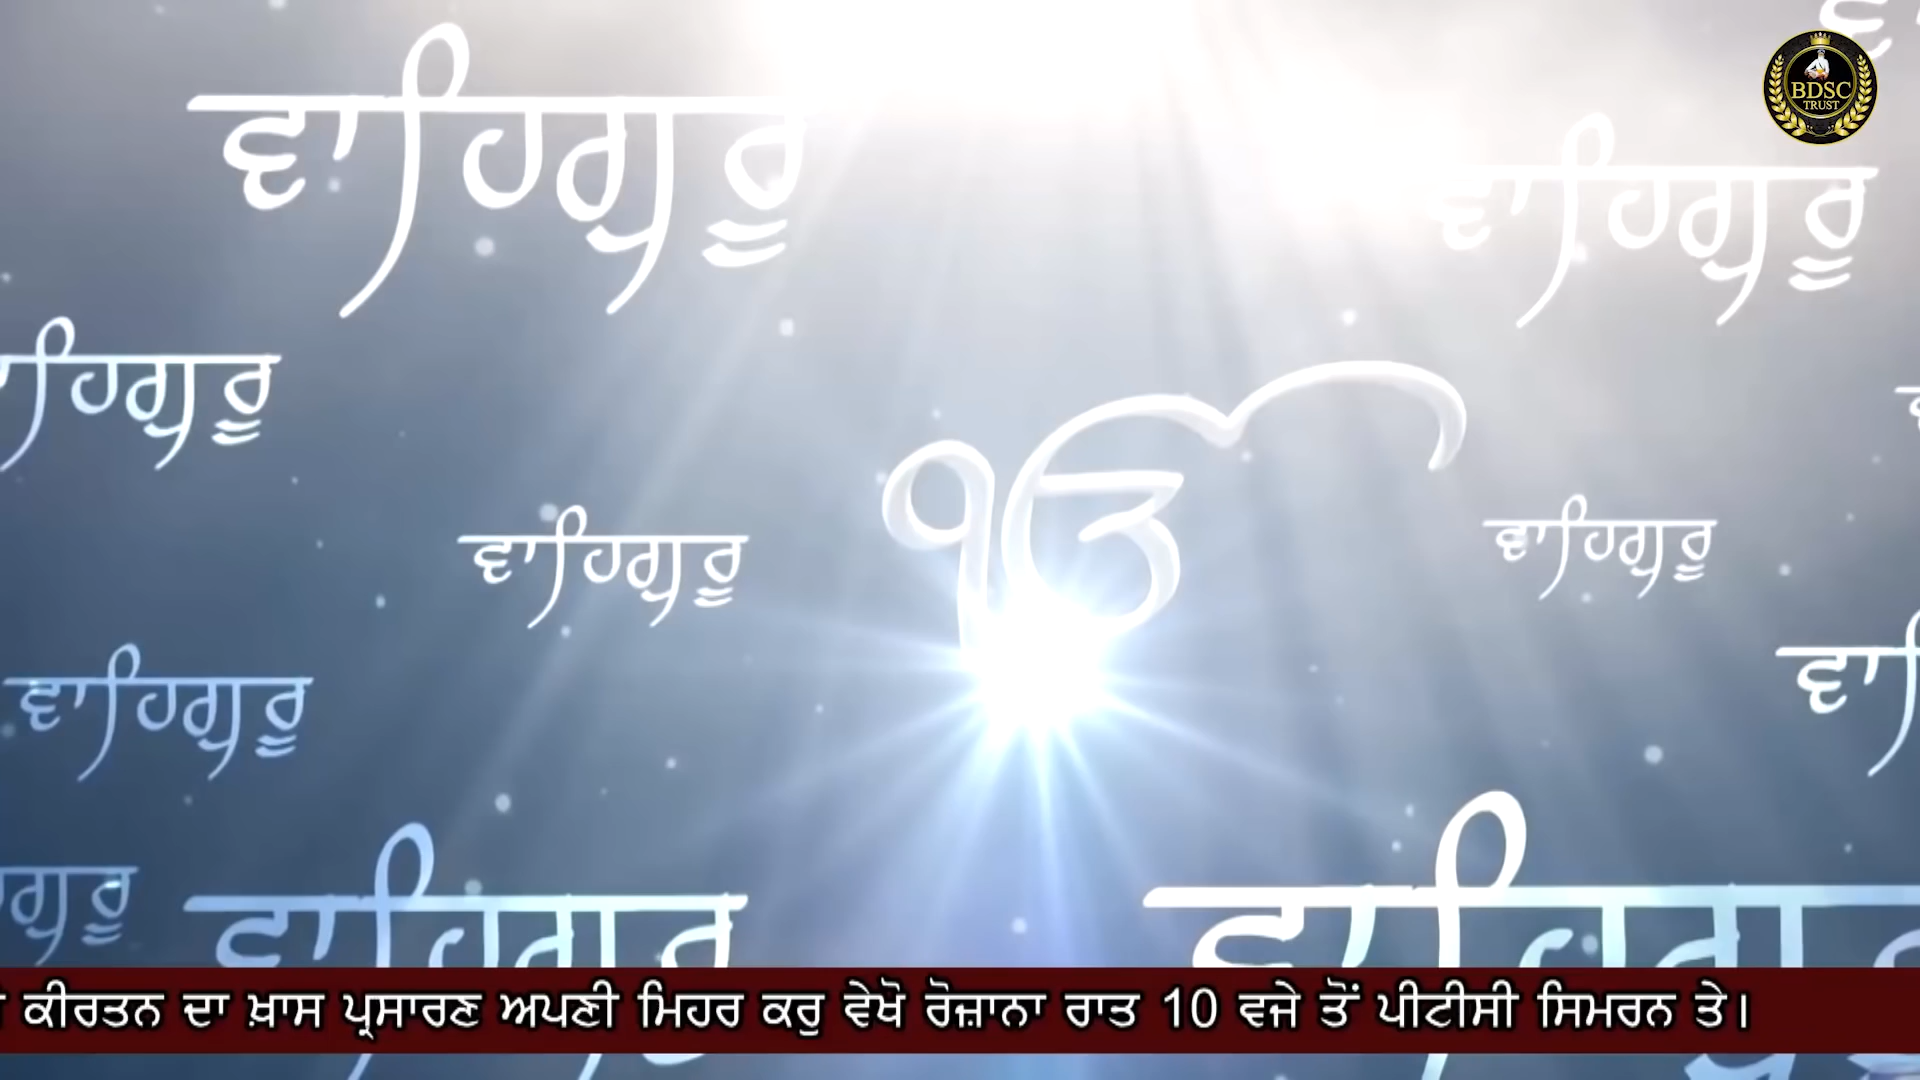 ਵਾਹਿਗੁਰੂ
BDSC
TRUST
ਵਾਹਿਗੁਰੂ
ਵਾਹਿਗੁਰੂ
ੴ
ਵਾਹਿਗੁਰੂ
ਵਾਹਿਗੁਰੂ
ਵਾਹਿਗੁਰੂ
ਵਾਹਿਗੁਰੂ
ਵਾਹਿਗੁਰੂ
ਕੀਰਤਨ ਦਾ ਖ਼ਾਸ ਪ੍ਰਸਾਰਣ ਅਪਣੀ ਮਿਹਰ ਕਰੁ ਵੇਖੋ ਰੋਜ਼ਾਨਾ ਰਾਤ 10 ਵਜੇ ਤੋਂ ਪੀਟੀਸੀ ਸਿਮਰਨ ਤੇ।